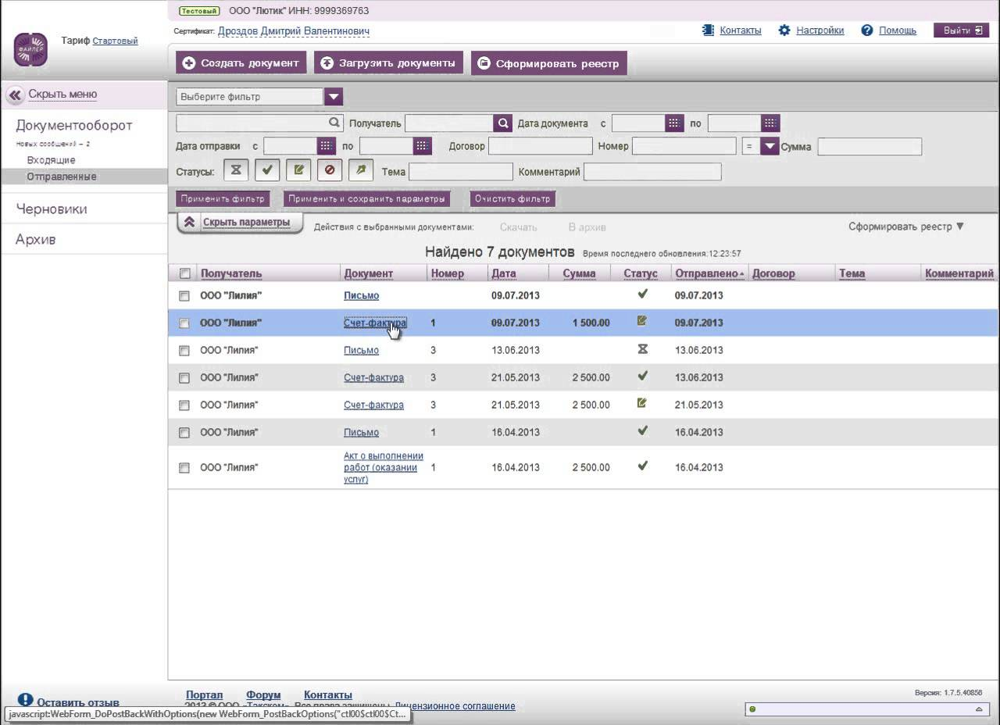 Тестовый ООО "Лютик" ИНН: 9999369763
Сертификат: Дроздов Дмитрий Валентинович Контакты Настройки Помощь Выйти
ФАЙЛЕР
Тариф Стартовый
Создать документ Загрузить документы Сформировать реестр
Скрыть меню
Документооборот
Новых сообщений – 2
Входящие
Отправленные
Черновики
Архив
Выберите фильтр
Получатель Дата документа с по
Дата отправки с по Договор Номер = Сумма
Статусы: Тема Комментарий
Применить фильтр Применить и сохранить параметры Очистить фильтр
Скрыть параметры Действия с выбранными документами: Скачать В архив Сформировать реестр
Найдено 7 документов Время последнего обновления:12:23:57
Получатель Документ Номер Дата Сумма Статус Отправлено Договор Тема Комментарий
ООО "Лилия" Письмо 09.07.2013 09.07.2013
ООО "Лилия" Счет-фактура 1 09.07.2013 1 500.00 09.07.2013
ООО "Лилия" Письмо 3 13.06.2013 13.06.2013
ООО "Лилия" Счет-фактура 3 21.05.2013 2 500.00 13.06.2013
ООО "Лилия" Счет-фактура 3 21.05.2013 2 500.00 21.05.2013
ООО "Лилия" Письмо 1 16.04.2013 16.04.2013
ООО "Лилия" Акт о выполнении
работ (оказании
услуг) 1 16.04.2013 2 500.00 16.04.2013
Оставить отзыв
Портал Форум Контакты
2013 © ООО «Такском» Все права защищены Лицензионное соглашение
Версия: 1.7.5.40856
javascript:WebForm_DoPostBackWithOptions(new WebForm_PostBackOptions("ctl00$ctl00$Ct...